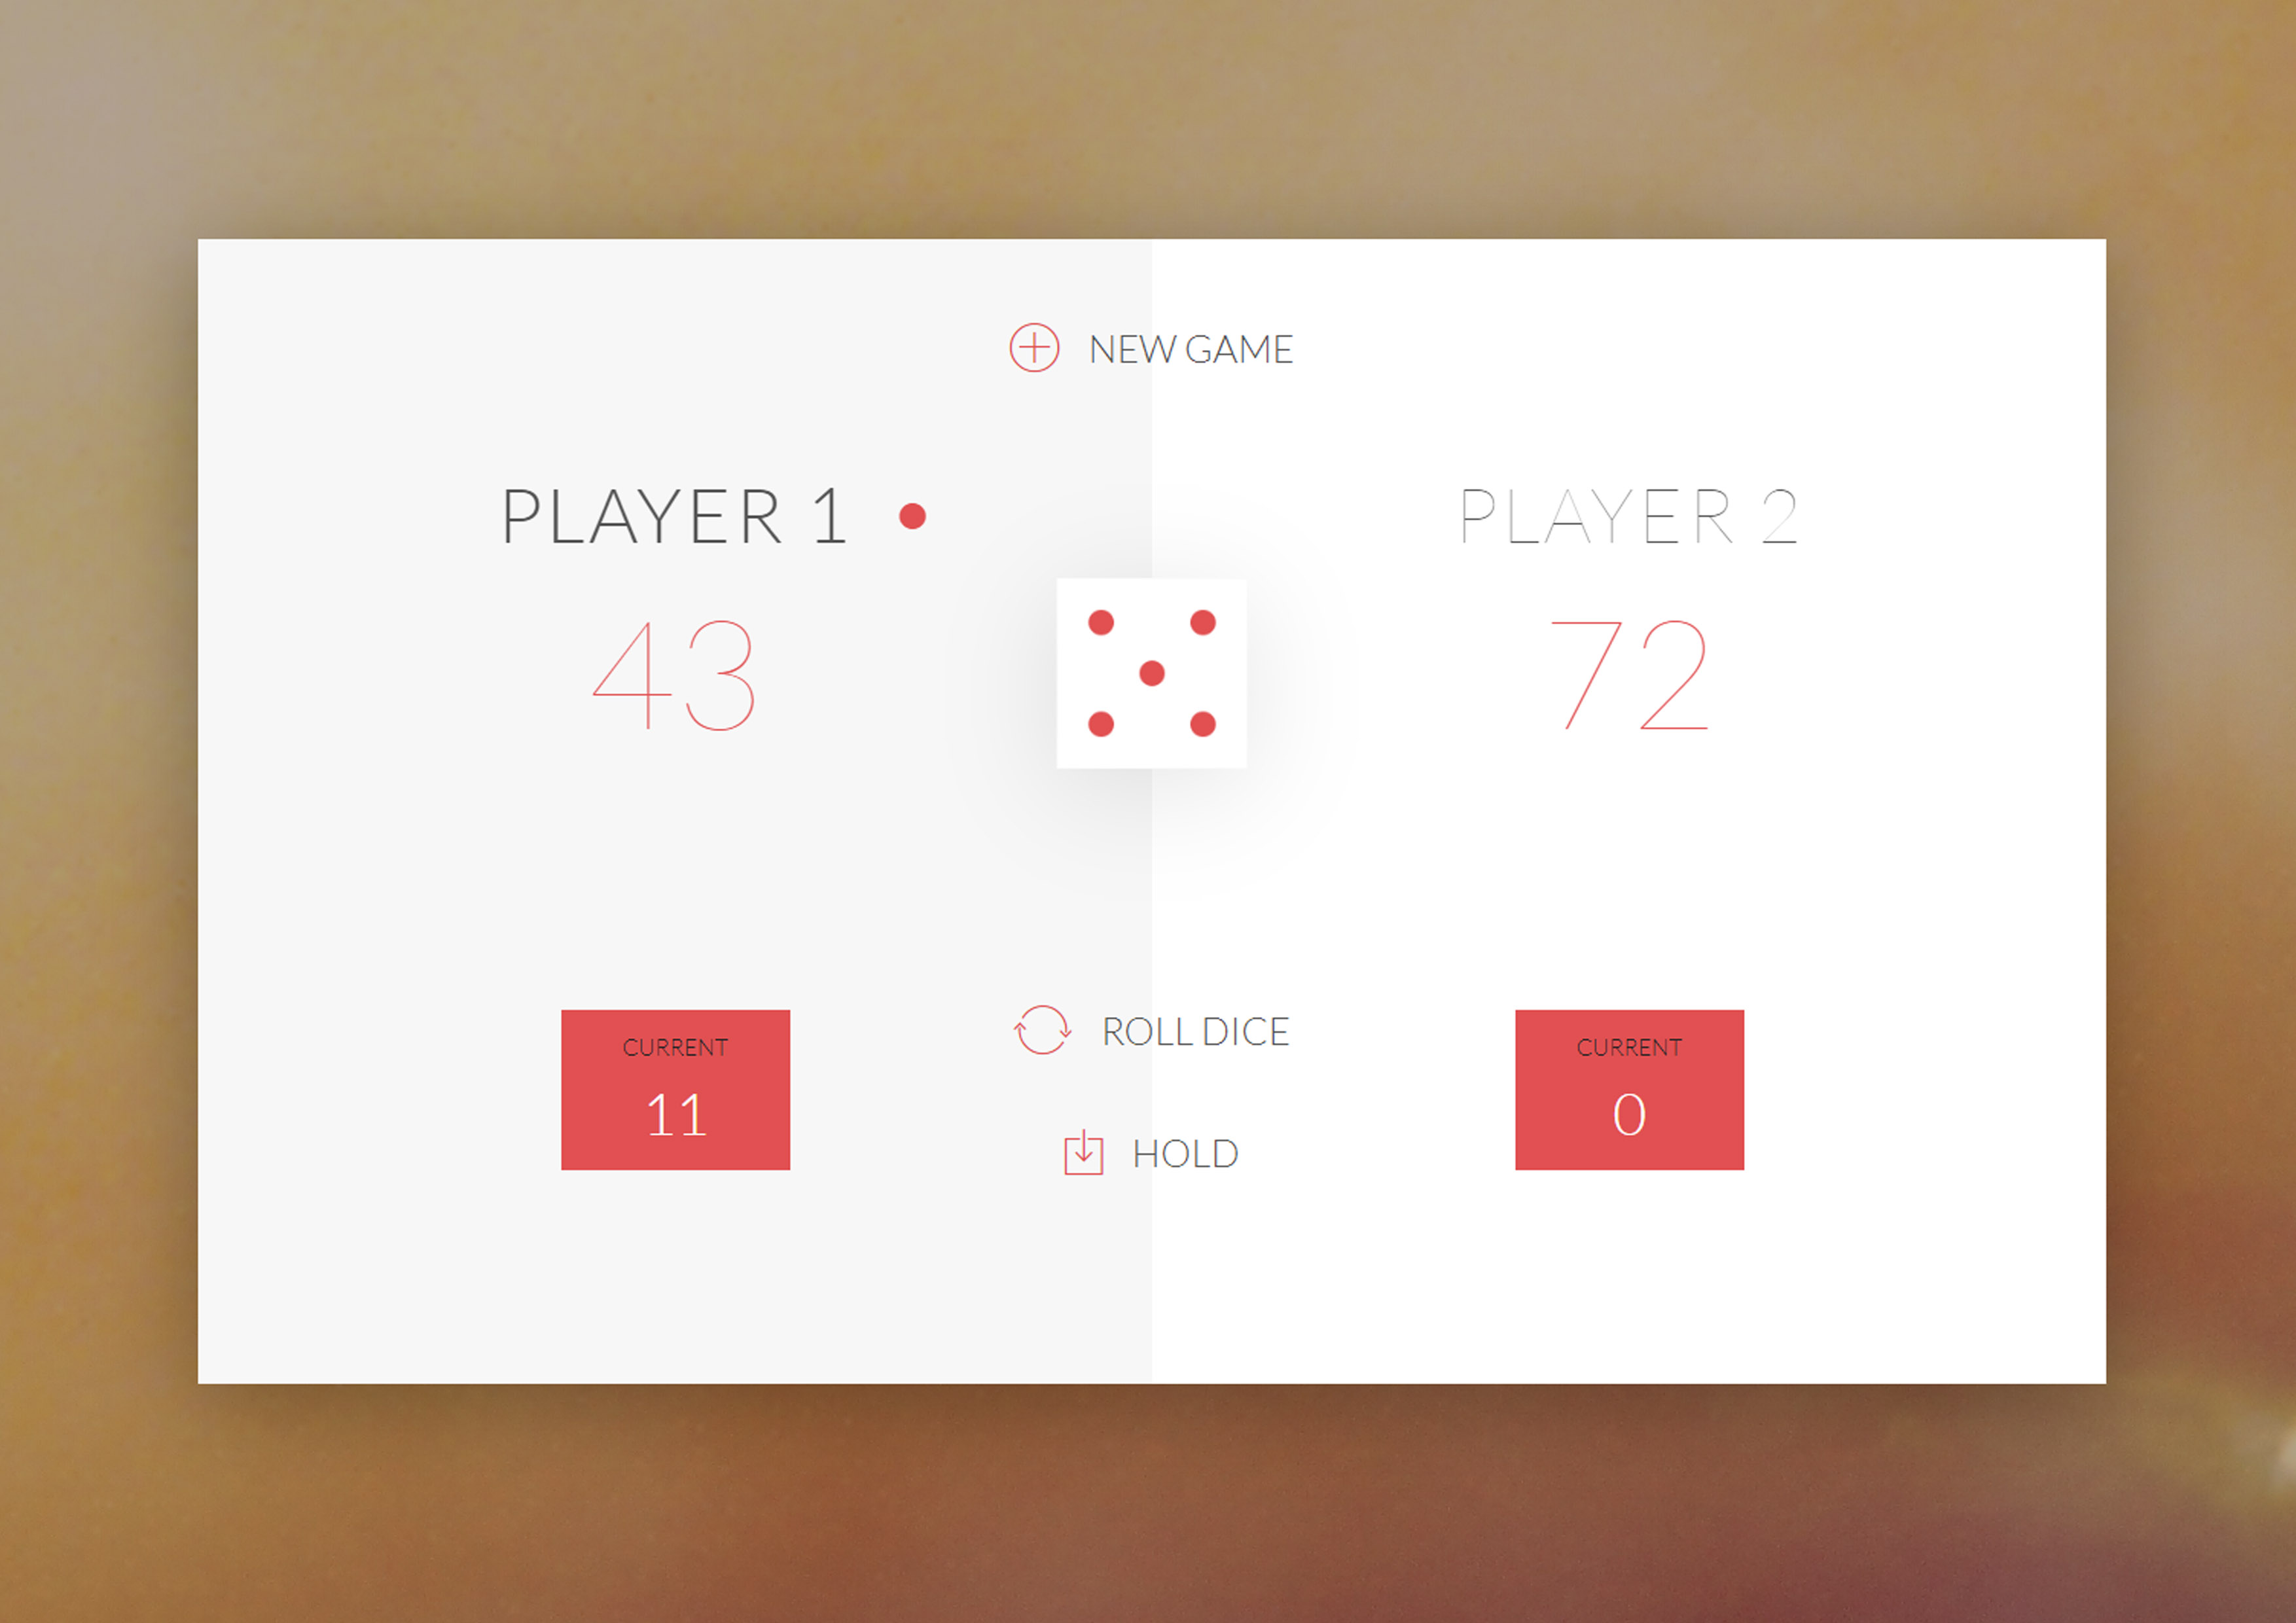 NEW GAME
PLAYER 1
43
PLAYER 2
72
CURRENT
11
ROLL DICE
HOLD
CURRENT
0